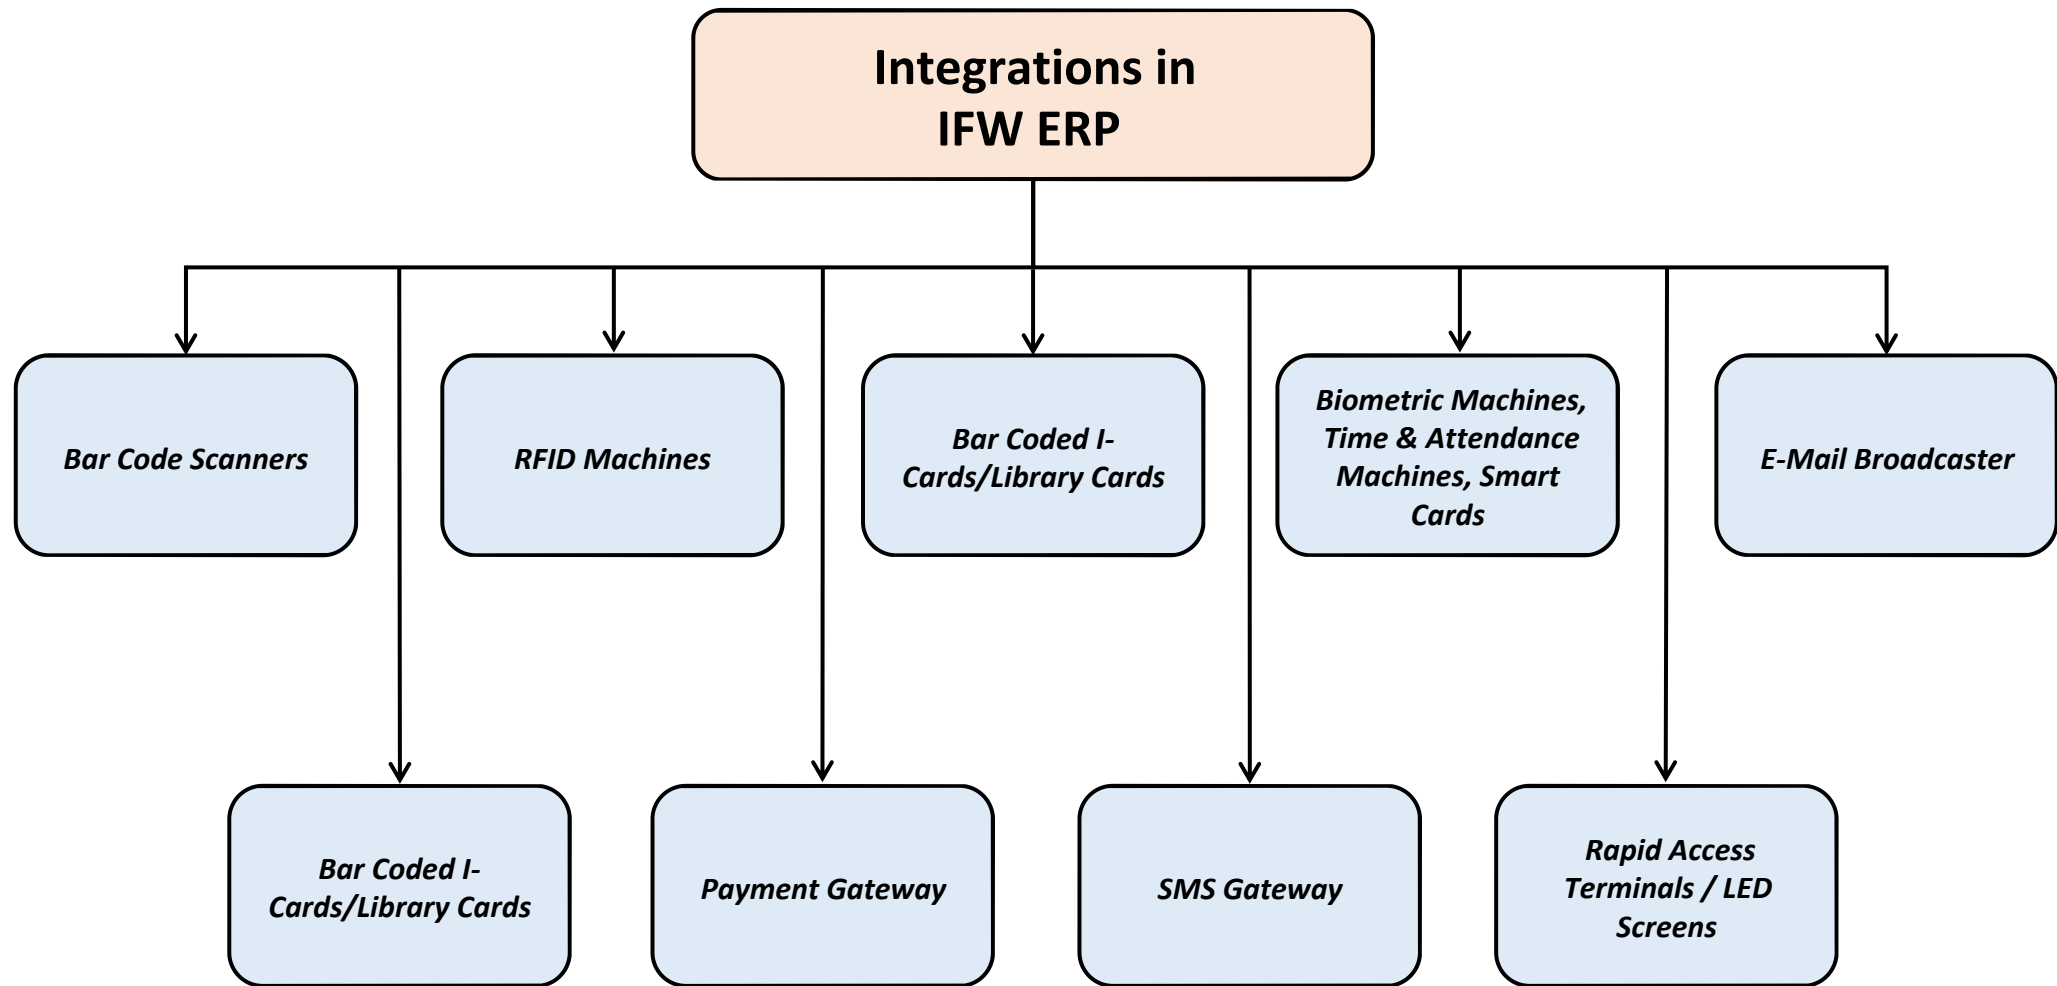 Integrations in
IFW ERP
Bar Code Scanners
RFID Machines
Bar Coded I-
Cards/Library Cards
Biometric Machines,
Time & Attendance
Machines, Smart
Cards
E-Mail Broadcaster
Bar Coded I-
Cards/Library Cards
Payment Gateway
SMS Gateway
Rapid Access
Terminals / LED
Screens